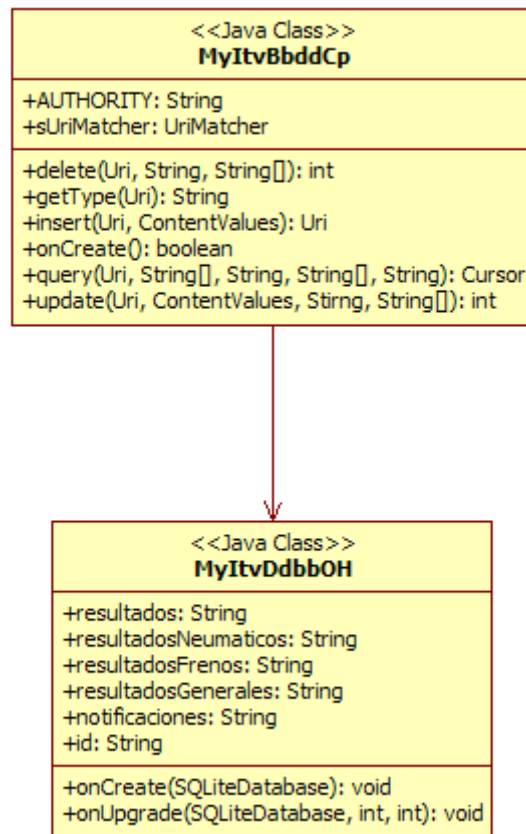 <<Java Class>>
MyItvBbddCp
+AUTHORITY: String
+sUriMatcher: UriMatcher
+delete(Uri, String, String[]): int
+getType(Uri): String
+insert(Uri, ContentValues): Uri
+onCreate(): boolean
+query(Uri, String[], String, String[], String): Cursor
+update(Uri, ContentValues, Stirng, String[]): int
<<Java Class>>
MyItvDdbbOH
+resultados: String
+resultadosNeumaticos: String
+resultadosFrenos: String
+resultadosGenerales: String
+notificaciones: String
+id: String
+onCreate(SQLiteDatabase): void
+onUpgrade(SQLiteDatabase, int, int): void